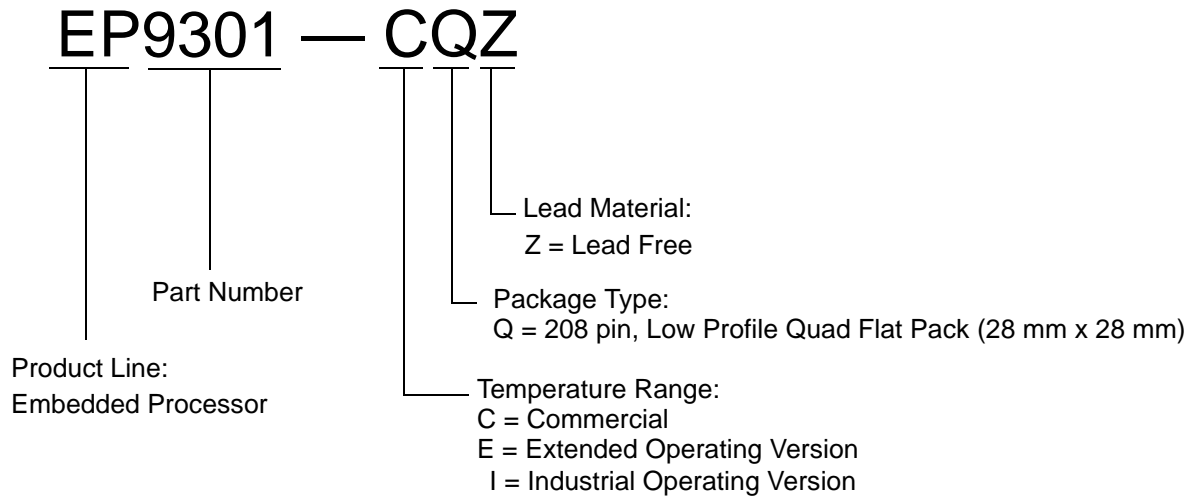 EP9301 — CQZ
Lead Material:
Z = Lead Free
Part Number
Package Type:
Q = 208 pin, Low Profile Quad Flat Pack (28 mm x 28 mm)
Product Line:
Embedded Processor
Temperature Range:
C = Commercial
E = Extended Operating Version
I = Industrial Operating Version